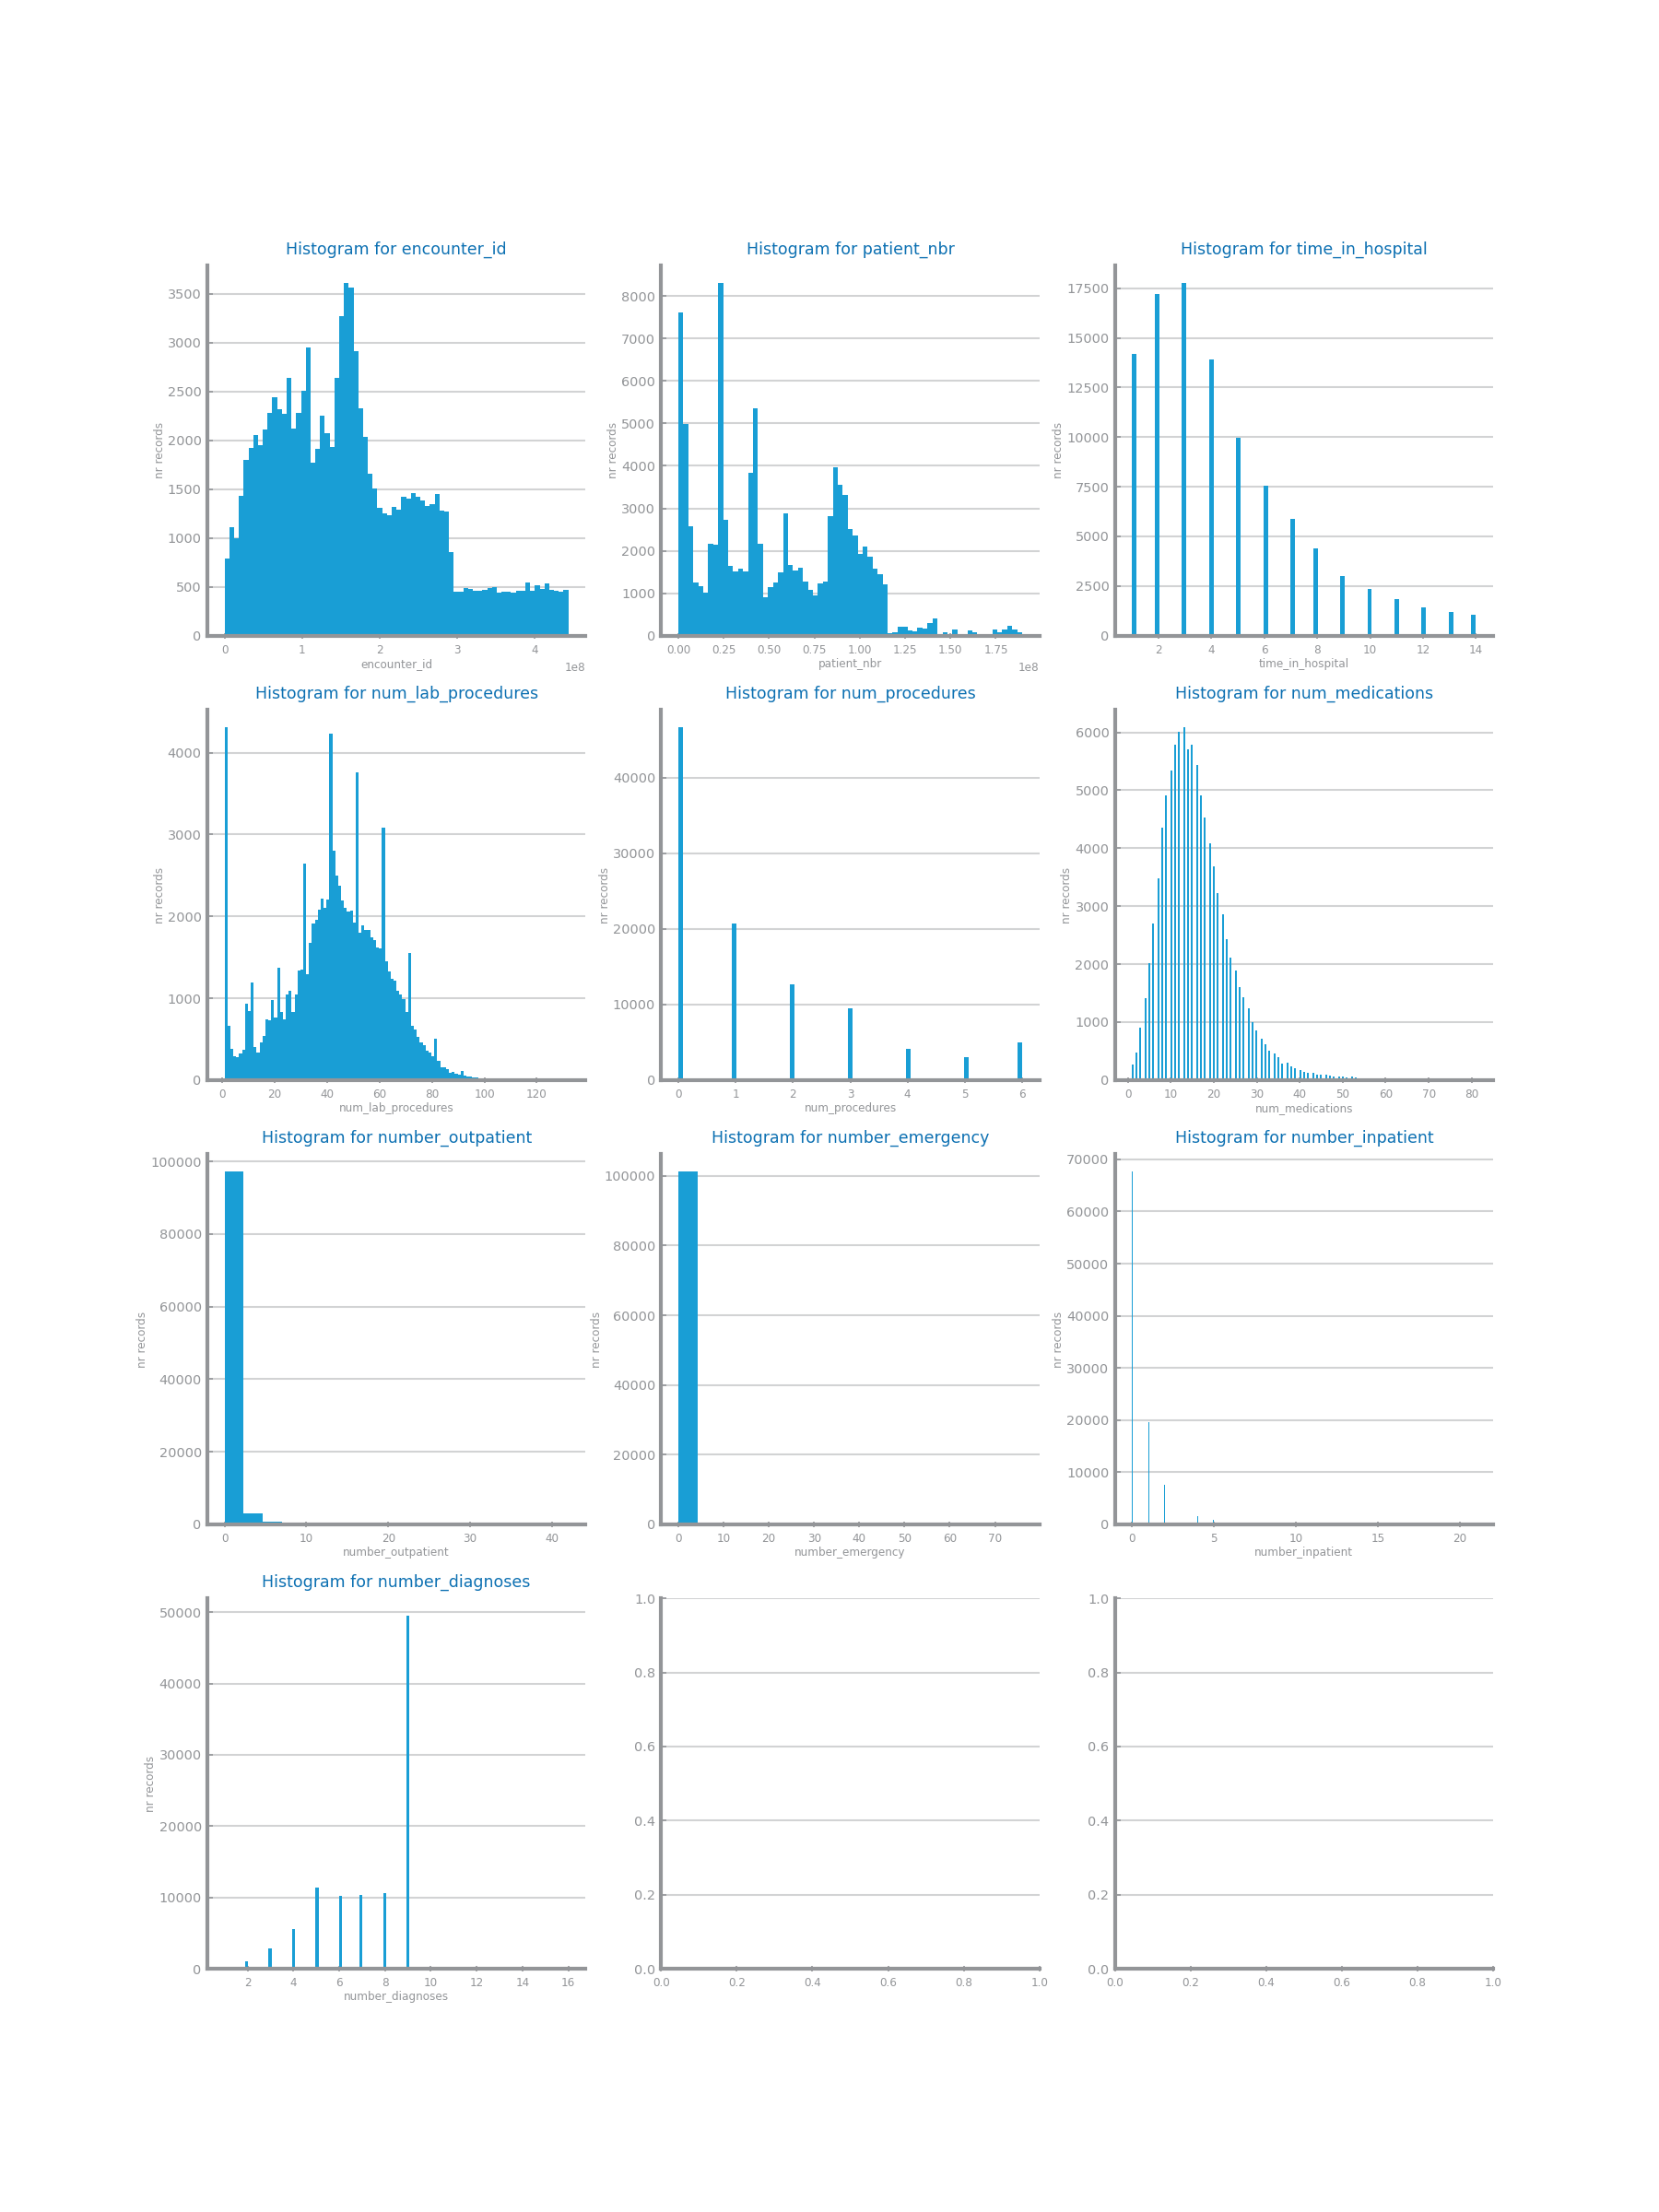 Histogram for encounter_id
3500
3000
2500
2000
1500
1000
500
0
nr records
0 1 2 3 4
encounter_id
1e8
Histogram for patient_nbr
8000
7000
6000
5000
4000
3000
2000
1000
0
nr records
0.00 0.25 0.50 0.75 1.00 1.25 1.50 1.75
patient_nbr
1e8
Histogram for time_in_hospital
17500
15000
12500
10000
7500
5000
2500
0
nr records
2 4 6 8 10 12 14
time_in_hospital
Histogram for num_lab_procedures
4000
3000
2000
1000
0
nr records
0 20 40 60 80 100 120
num_lab_procedures
Histogram for num_procedures
40000
30000
20000
10000
0
nr records
0 1 2 3 4 5 6
num_procedures
Histogram for num_medications
6000
5000
4000
3000
2000
1000
0
nr records
0 10 20 30 40 50 60 70 80
num_medications
Histogram for number_outpatient
100000
80000
60000
40000
20000
0
nr records
0 10 20 30 40
number_outpatient
Histogram for number_emergency
100000
80000
60000
40000
20000
0
nr records
0 10 20 30 40 50 60 70
number_emergency
Histogram for number_inpatient
70000
60000
50000
40000
30000
20000
10000
0
nr records
0 5 10 15 20
number_inpatient
Histogram for number_diagnoses
50000
40000
30000
20000
10000
0
nr records
2 4 6 8 10 12 14 16
number_diagnoses
1.0
0.8
0.6
0.4
0.2
0.0
0.0 0.2 0.4 0.6 0.8 1.0
1.0
0.8
0.6
0.4
0.2
0.0
0.0 0.2 0.4 0.6 0.8 1.0